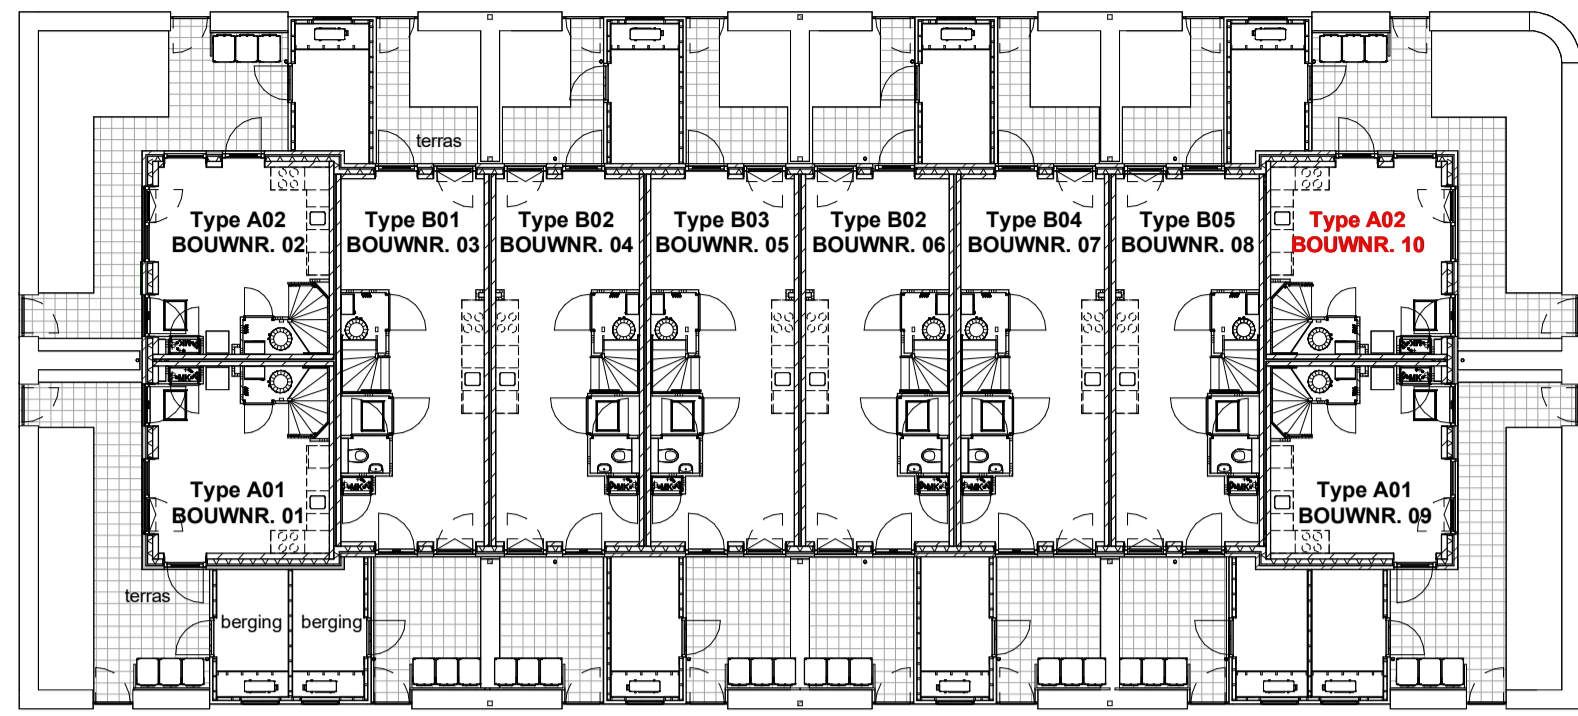 terras
Type A02
BOUWNR. 02
Type B01
BOUWNR. 03
Type B02
BOUWNR. 04
Type B03
BOUWNR. 05
Type B02
BOUWNR. 06
Type B04
BOUWNR. 07
Type B05
BOUWNR. 08
Type A02
BOUWNR. 10
Type A01
BOUWNR. 01
Type A01
BOUWNR. 09
terras
berging
berging